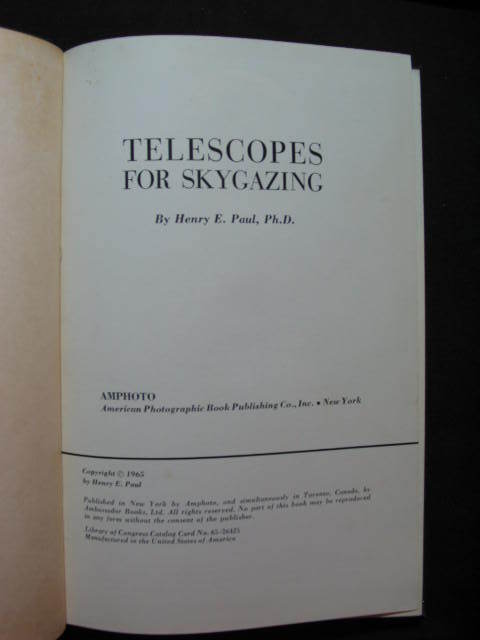 TELESCOPES
FOR SKYGAZING
By Henry E. Paul, Ph.D.
AMPHOTO
American Photographic Book Publishing Co., Inc. • New York
Copyright © 1965
by Henry E. Paul
Published in New York by Amphoto, and simultaneously in Toronto, Canada, by
Ambassador Books, Ltd. All rights reserved. No part of this book may be reproduced
in any form without the consent of the publisher.
Library of Congress Catalog Card No. 65-26425
Manufactured in the United States of America